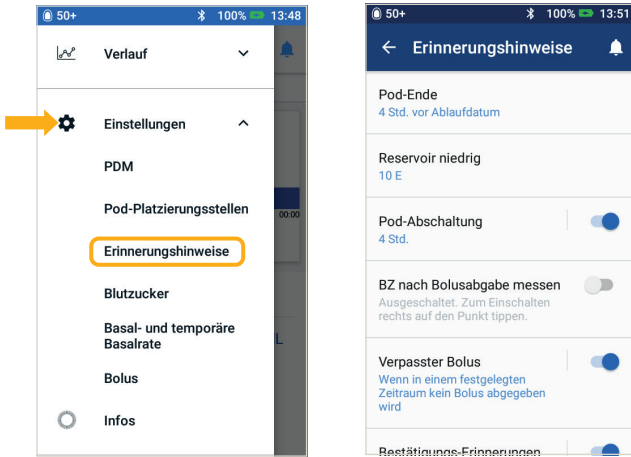 50+ 100% 13:48
Verlauf
Einstellungen
PDM
Pod-Platzierungsstellen
00:00
Erinnerungshinweise
Blutzucker
Basal- und temporäre
Basalrate
L
Bolus
Infos
50+ 100% 13:51
Erinnerungshinweise
Pod-Ende
4 Std. vor Ablaufdatum
Reservoir niedrig
10 E
Pod-Abschaltung
4 Std.
BZ nach Bolusabgabe messen
Ausgeschaltet. Zum Einschalten
rechts auf den Punkt tippen.
Verpasster Bolus
Wenn in einem festgelegten
Zeitraum kein Bolus abgegeben
wird
Bestätigungs-Erinnerungen